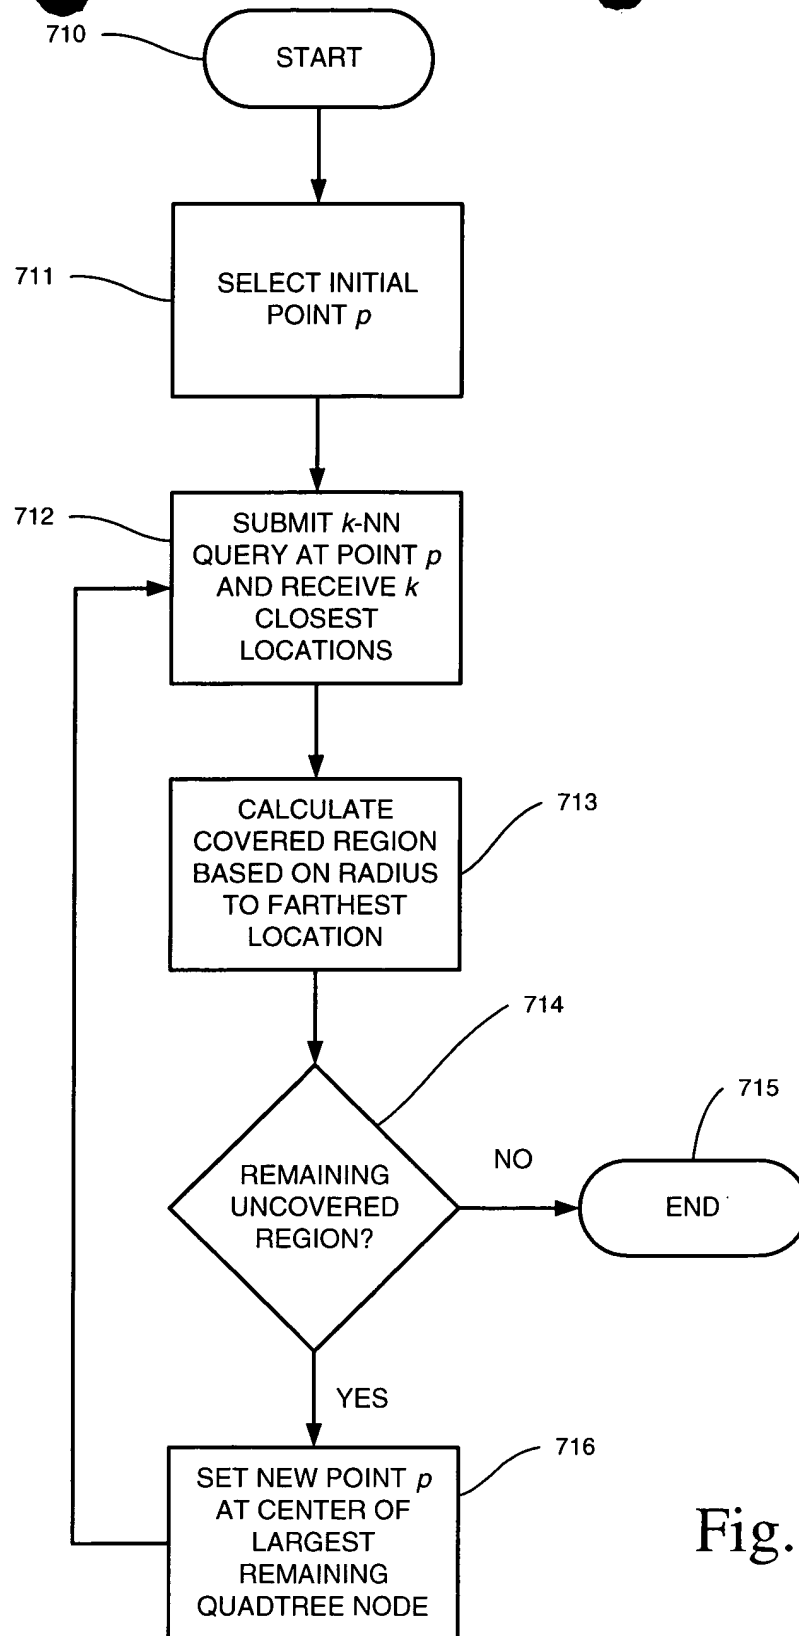 710
START
711
SELECT INITIAL
POINT p
712
SUBMIT k-NN
QUERY AT POINT p
AND RECEIVE k
CLOSEST
LOCATIONS
CALCULATE
COVERED REGION
BASED ON RADIUS
TO FARTHEST
LOCATION
713
714
REMAINING
UNCOVERED
REGION?
NO
715
END
YES
716
SET NEW POINT p
AT CENTER OF
LARGEST
REMAINING
QUADTREE NODE
Fig.